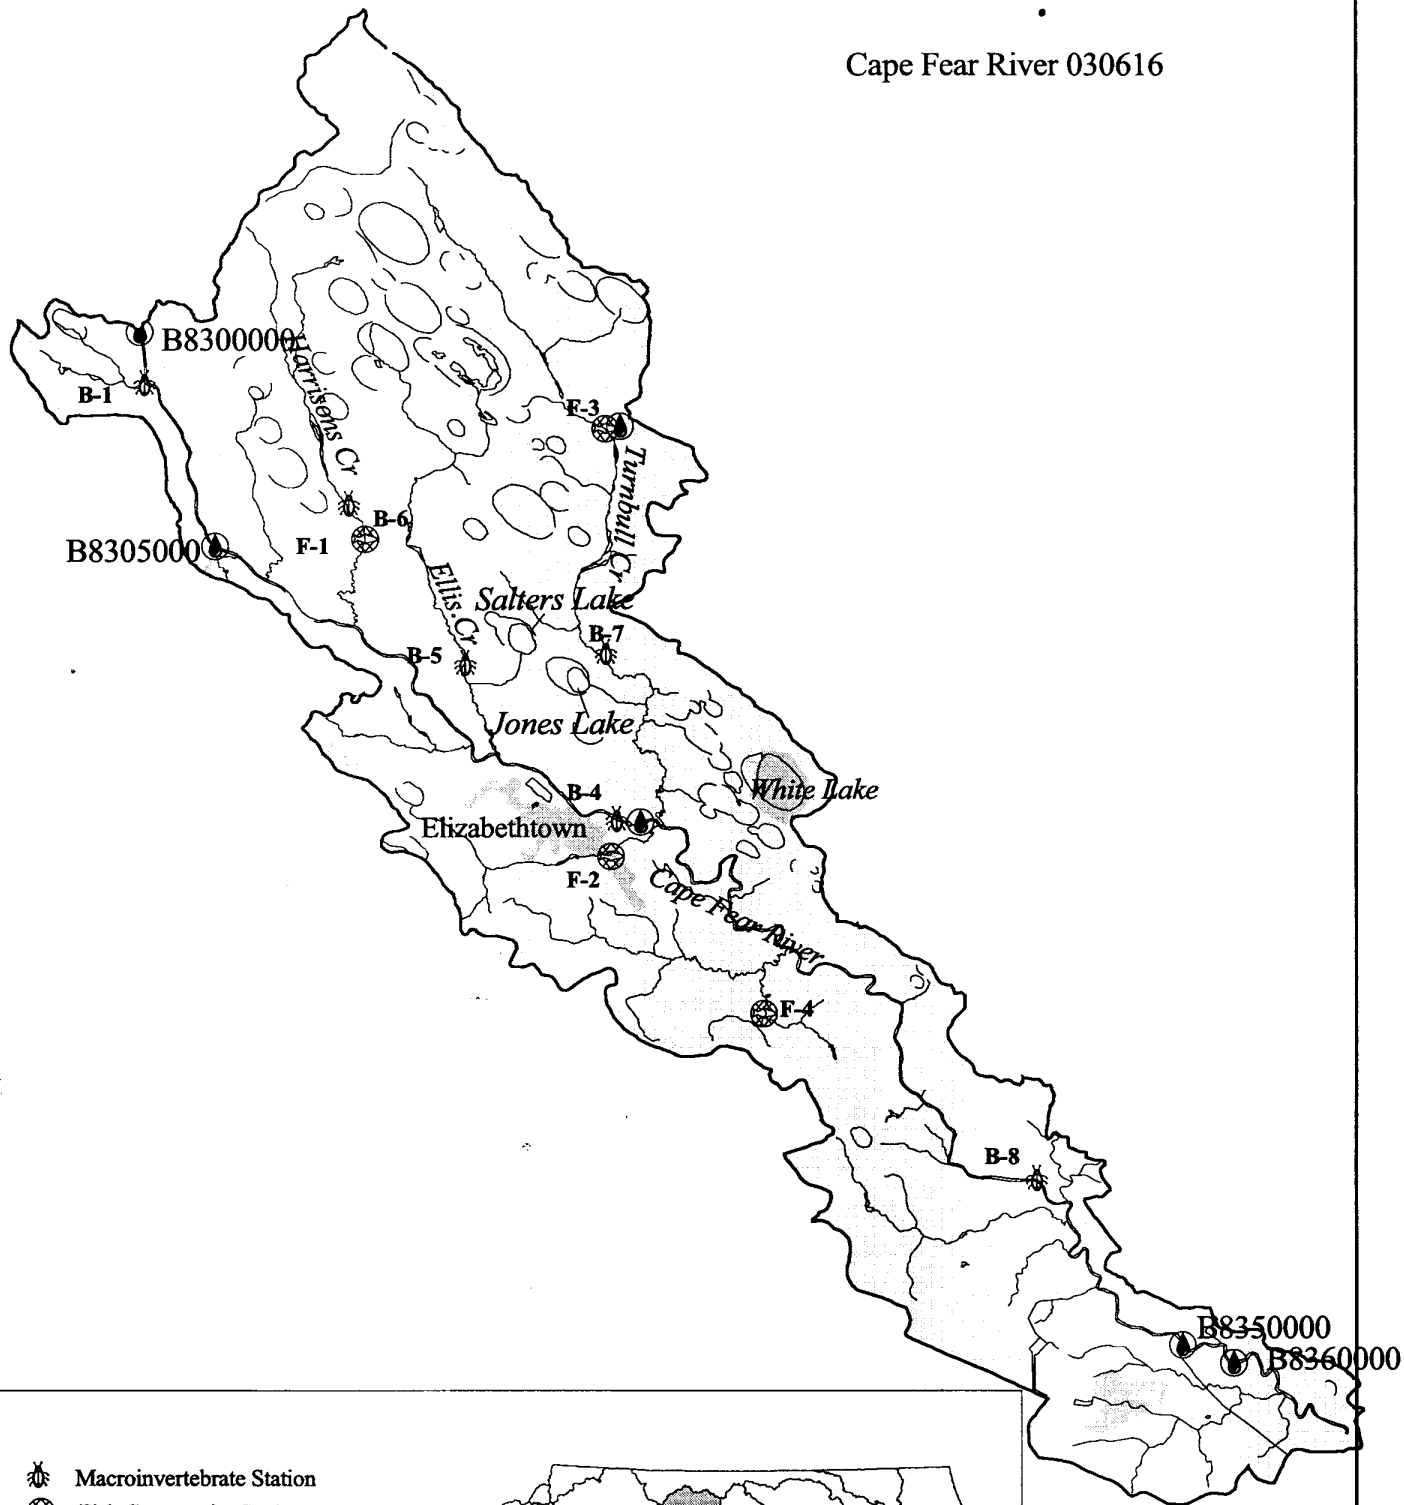 Cape Fear River 030616
B8300000
Harrisons Cr
B-1
F-3
Turnbull Cr
B-6
F-1
B8305000
Ellis Cr
Salters Lake
B-7
B-5
Jones Lake
White Lake
B-4
Elizabethtown
F-2
Cape Fear River
F-4
B-8
B8350000
B8360000
Macroinvertebrate Station